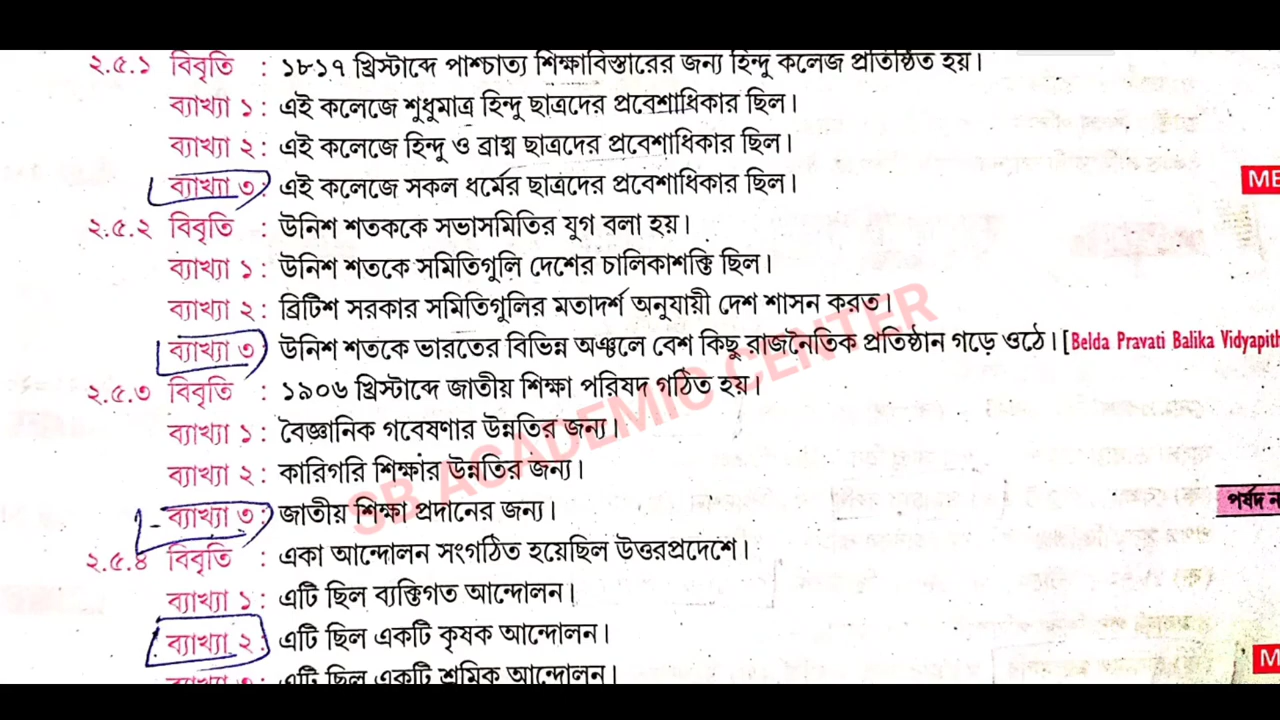 ২.৫.১ বিবৃতি : ১৮১৭ খ্রিস্টাব্দে পাশ্চাত্য শিক্ষাবিস্তারের জন্য হিন্দু কলেজ প্রতিষ্ঠিত হয়।
ব্যাখ্যা ১ : এই কলেজে শুধুমাত্র হিন্দু ছাত্রদের প্রবেশাধিকার ছিল।
ব্যাখ্যা ২ : এই কলেজে হিন্দু ও ব্রাহ্ম ছাত্রদের প্রবেশাধিকার ছিল।
ব্যাখ্যা ৩ : এই কলেজে সকল ধর্মের ছাত্রদের প্রবেশাধিকার ছিল।
ME
২.৫.২ বিবৃতি : উনিশ শতককে সভাসমিতির যুগ বলা হয়।
ব্যাখ্যা ১ : উনিশ শতকে সমিতিগুলি দেশের চালিকাশক্তি ছিল।
ব্যাখ্যা ২ : ব্রিটিশ সরকার সমিতিগুলির মতাদর্শ অনুযায়ী দেশ শাসন করত।
ব্যাখ্যা ৩ : উনিশ শতকে ভারতের বিভিন্ন অঞ্চলে বেশ কিছু রাজনৈতিক প্রতিষ্ঠান গড়ে ওঠে। [Belda Pravati Balika Vidyapith
২.৫.৩ বিবৃতি : ১৯০৬ খ্রিস্টাব্দে জাতীয় শিক্ষা পরিষদ গঠিত হয়।
ব্যাখ্যা ১ : বৈজ্ঞানিক গবেষণার উন্নতির জন্য।
ব্যাখ্যা ২ : কারিগরি শিক্ষার উন্নতির জন্য।
ব্যাখ্যা ৩ : জাতীয় শিক্ষা প্রদানের জন্য।
পর্ষদ ন
২.৫.৪ বিবৃতি : একা আন্দোলন সংগঠিত হয়েছিল উত্তরপ্রদেশে।
ব্যাখ্যা ১ : এটি ছিল ব্যক্তিগত আন্দোলন।
ব্যাখ্যা ২ : এটি ছিল একটি কৃষক আন্দোলন।
ব্যাখ্যা ৩ : এটি ছিল একটি শ্রমিক আন্দোলন।
M
SB ACADEMIC CENTER